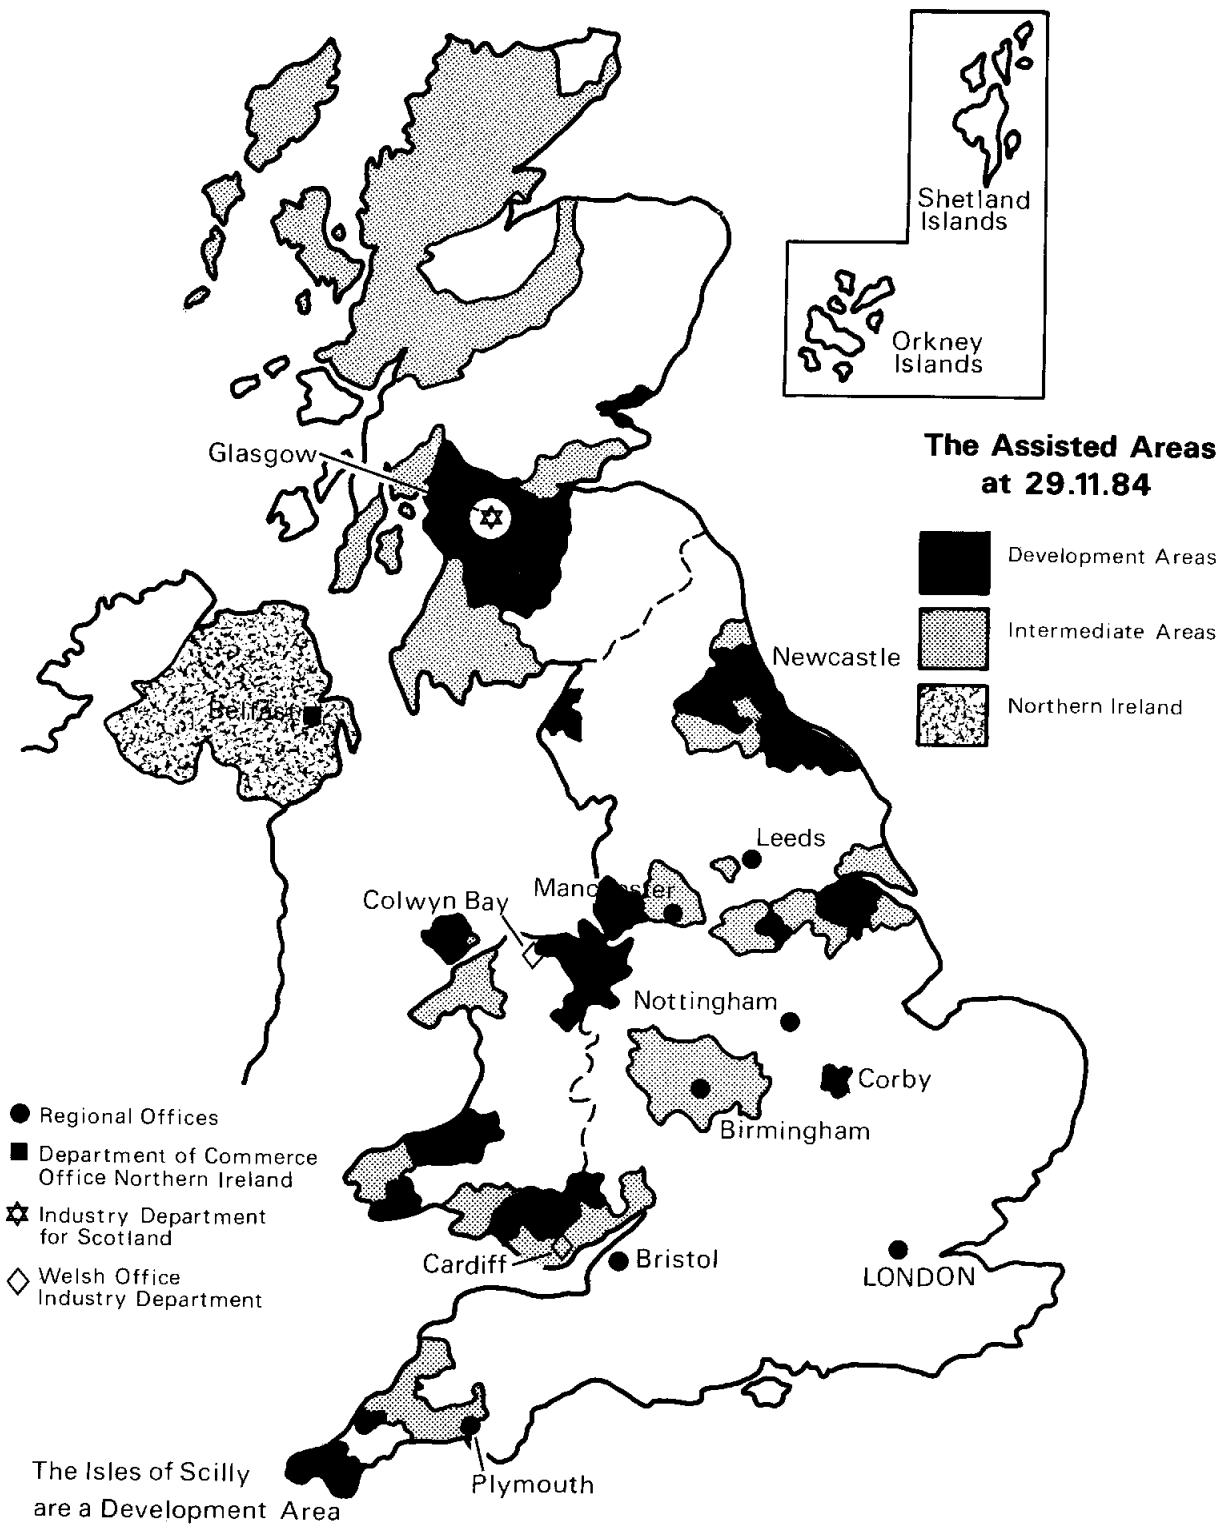 Shetland
Islands
Orkney
Islands
The Assisted Areas
at 29.11.84
Glasgow
Development Areas
Intermediate Areas
Newcastle
Northern Ireland
Belfast
Leeds
Manchester
Colwyn Bay
Nottingham
Corby
Birmingham
Regional Offices
Department of Commerce
Office Northern Ireland
Industry Department
for Scotland
Welsh Office
Industry Department
Cardiff
Bristol
LONDON
Plymouth
The Isles of Scilly
are a Development Area